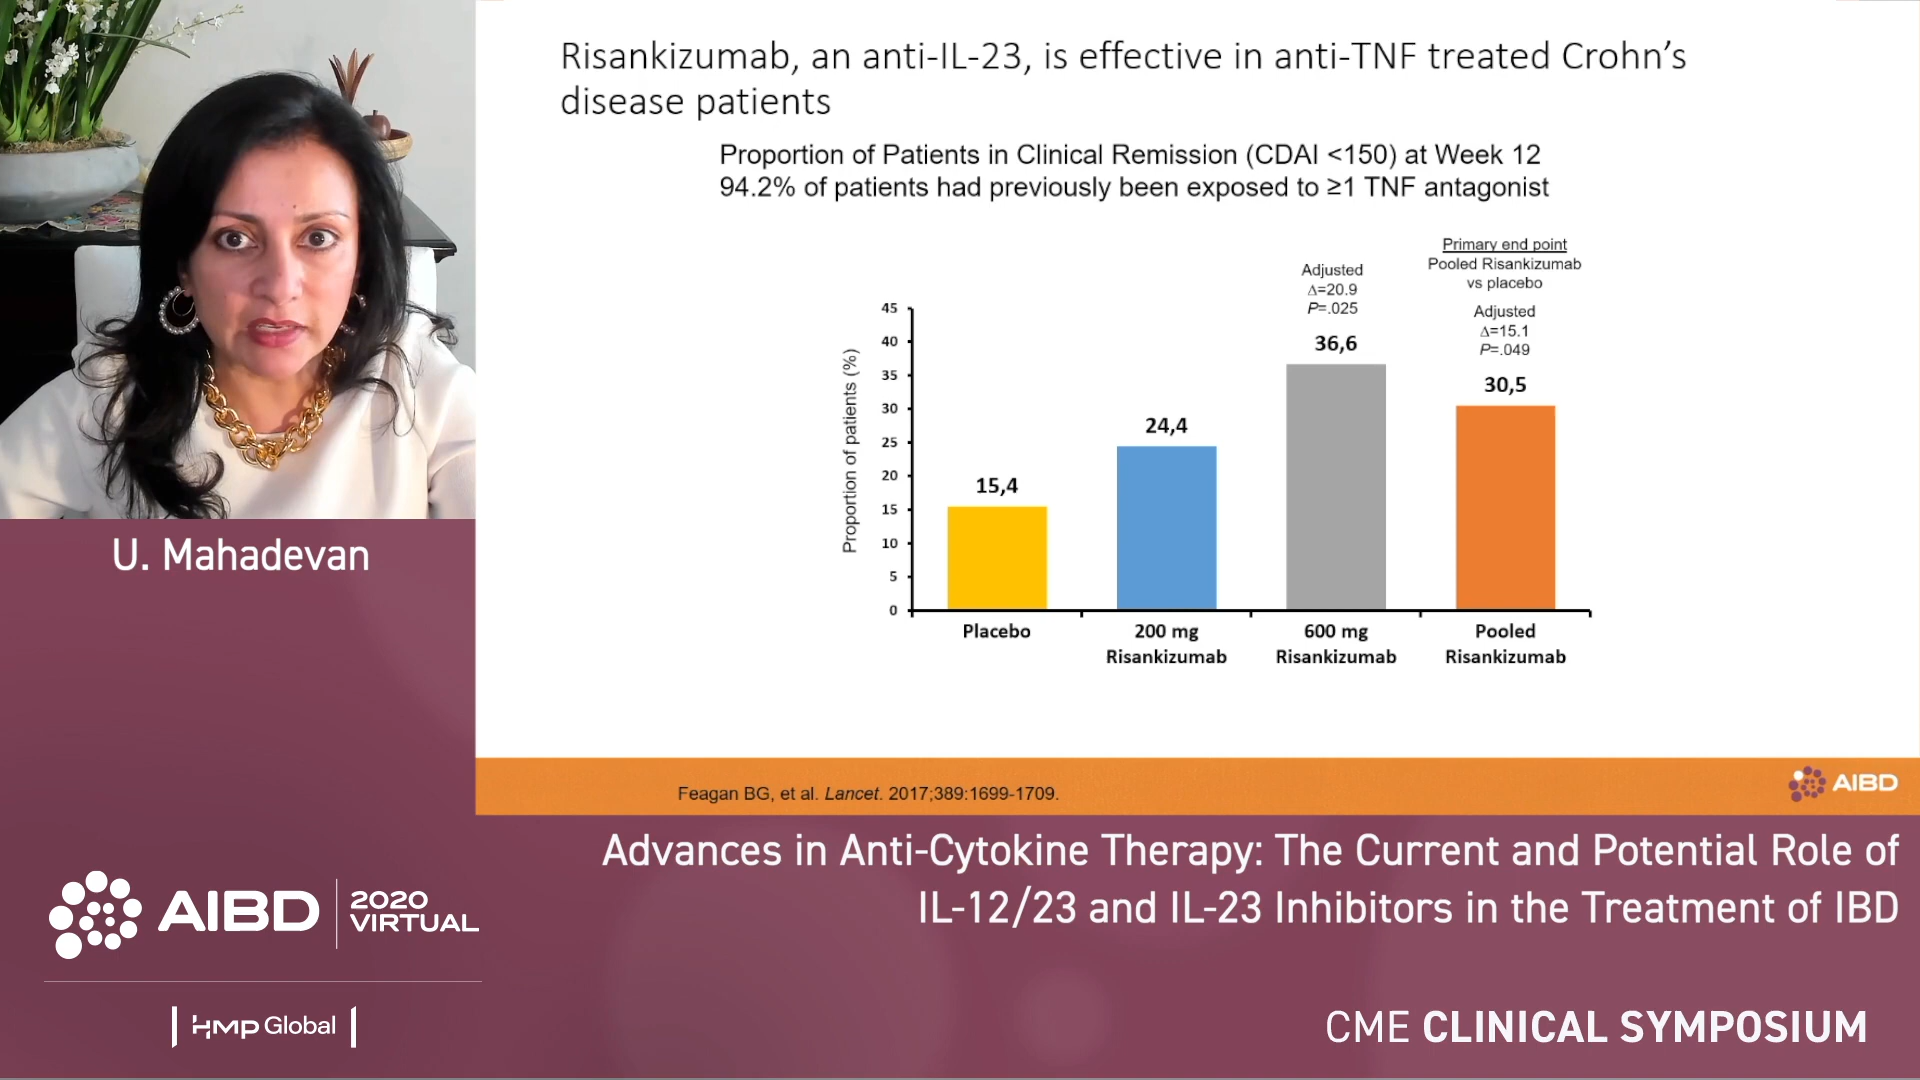 Risankizumab, an anti-IL-23, is effective in anti-TNF treated Crohn’s
disease patients
Proportion of Patients in Clinical Remission (CDAI <150) at Week 12
94.2% of patients had previously been exposed to ≥1 TNF antagonist
Primary end point
Pooled Risankizumab
vs placebo
Adjusted
Δ=20.9
P=.025
Adjusted
Δ=15.1
P=.049
Proportion of patients (%)
45
40
35
30
25
20
15
10
5
0
15,4
24,4
36,6
30,5
Placebo
200 mg
Risankizumab
600 mg
Risankizumab
Pooled
Risankizumab
Feagan BG, et al. Lancet. 2017;389:1699-1709.
AIBD
U. Mahadevan
Advances in Anti-Cytokine Therapy: The Current and Potential Role of
IL-12/23 and IL-23 Inhibitors in the Treatment of IBD
AIBD
2020
VIRTUAL
HMP Global
CME CLINICAL SYMPOSIUM